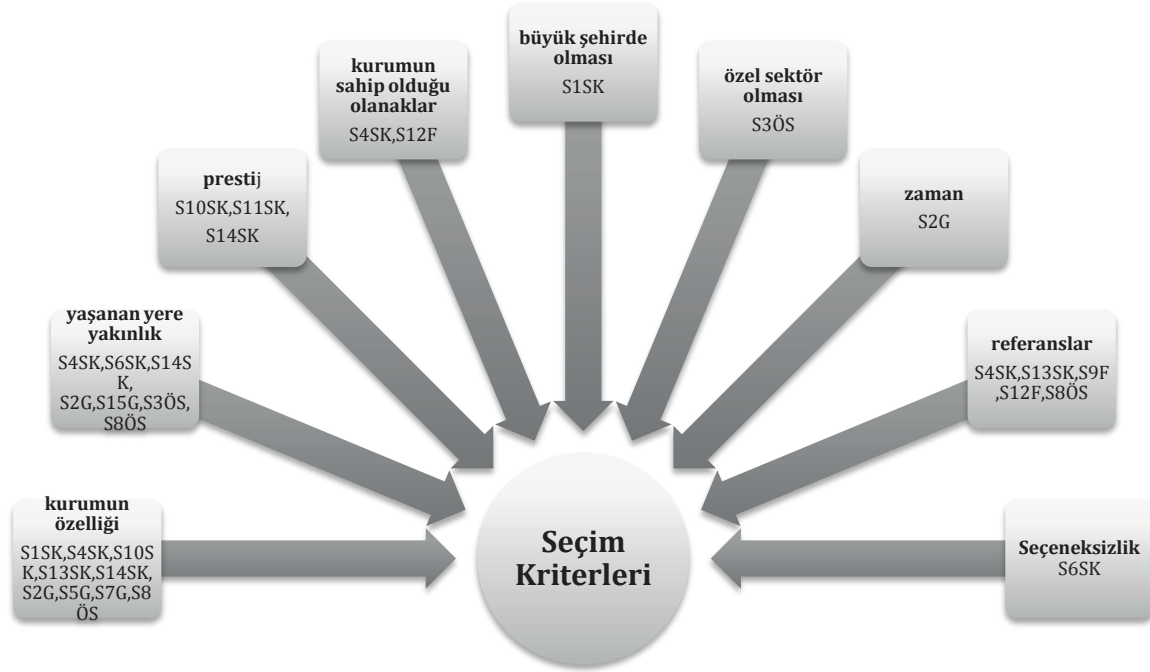 kurumun
özelliği
S1SK,S4SK,S10S
K,S13SK,S14SK,
S2G,S5G,S7G,S8
ÖS
yaşanan yere
yakınlık
S4SK,S6SK,S14S
K,
S2G,S15G,S3ÖS,
S8ÖS
prestij
S10SK,S11SK,
S14SK
kurumun
sahip olduğu
olanaklar
S4SK,S12F
büyük şehirde
olması
S1SK
özel sektör
olması
S3ÖS
zaman
S2G
referanslar
S4SK,S13SK,S9F
,S12F,S8ÖS
Seçeneksizlik
S6SK
Seçim
Kriterleri